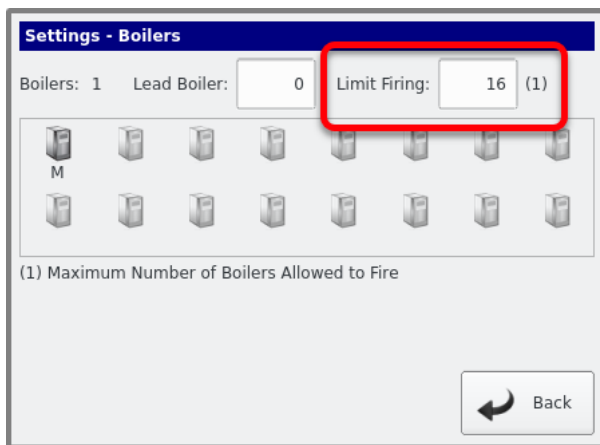 Settings - Boilers
Boilers: 1 Lead Boiler: 0 Limit Firing: 16 (1)
M
(1) Maximum Number of Boilers Allowed to Fire
Back